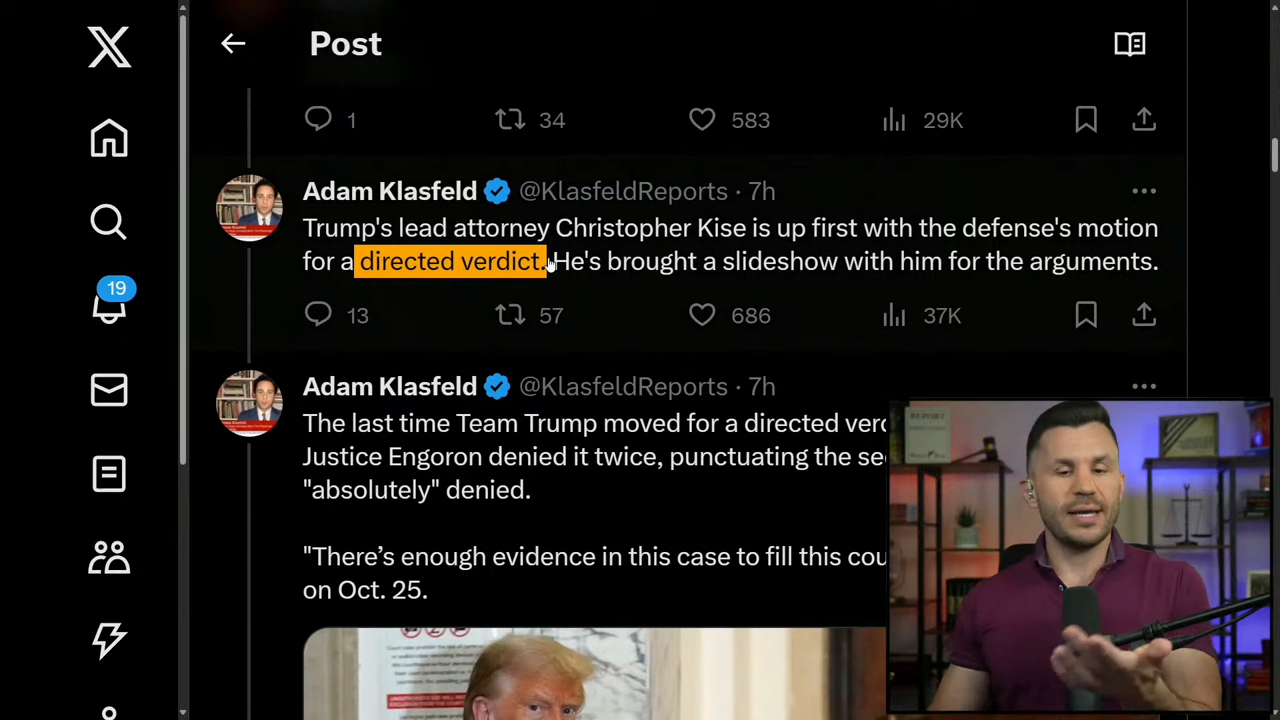 Post
1 34 583 29K
Adam Klasfeld @KlasfeldReports · 7h
Trump's lead attorney Christopher Kise is up first with the defense's motion
for a directed verdict. He's brought a slideshow with him for the arguments.
13 57 686 37K
19
Adam Klasfeld @KlasfeldReports · 7h
The last time Team Trump moved for a directed
Justice Engoron denied it twice, punctuating the
"absolutely" denied.
"There's enough evidence in this case to fill this
on Oct. 25.
REPORT